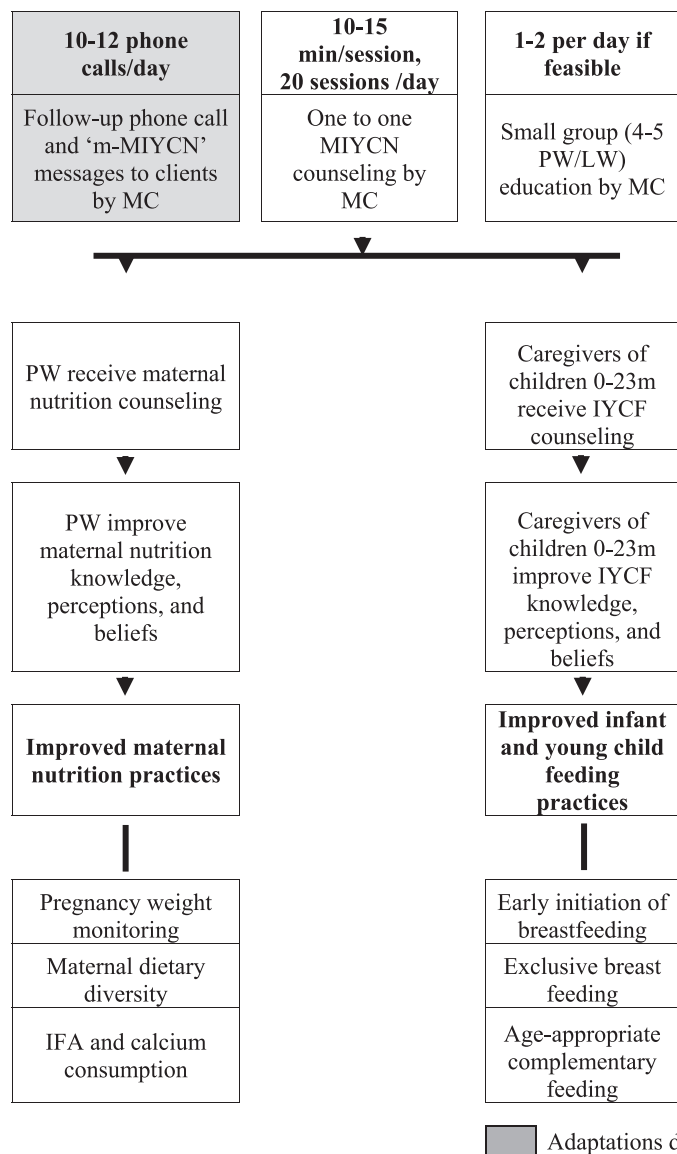 10-12 phone
calls/day
Follow-up phone call
and ‘m-MIYCN’
messages to clients
by MC
10-15
min/session,
20 sessions /day
One to one
MIYCN
counseling by
MC
1-2 per day if
feasible
Small group (4-5
PW/LW)
education by MC
PW receive maternal
nutrition counseling
Caregivers of
children 0-23m
receive IYCF
counseling
PW improve
maternal nutrition
knowledge,
perceptions, and
beliefs
Caregivers of
children 0-23m
improve IYCF
knowledge,
perceptions, and
beliefs
Improved maternal
nutrition practices
Improved infant
and young child
feeding
practices
Pregnancy weight
monitoring
Maternal dietary
diversity
IFA and calcium
consumption
Early initiation of
breastfeeding
Exclusive breast
feeding
Age-appropriate
complementary
feeding
Adaptations